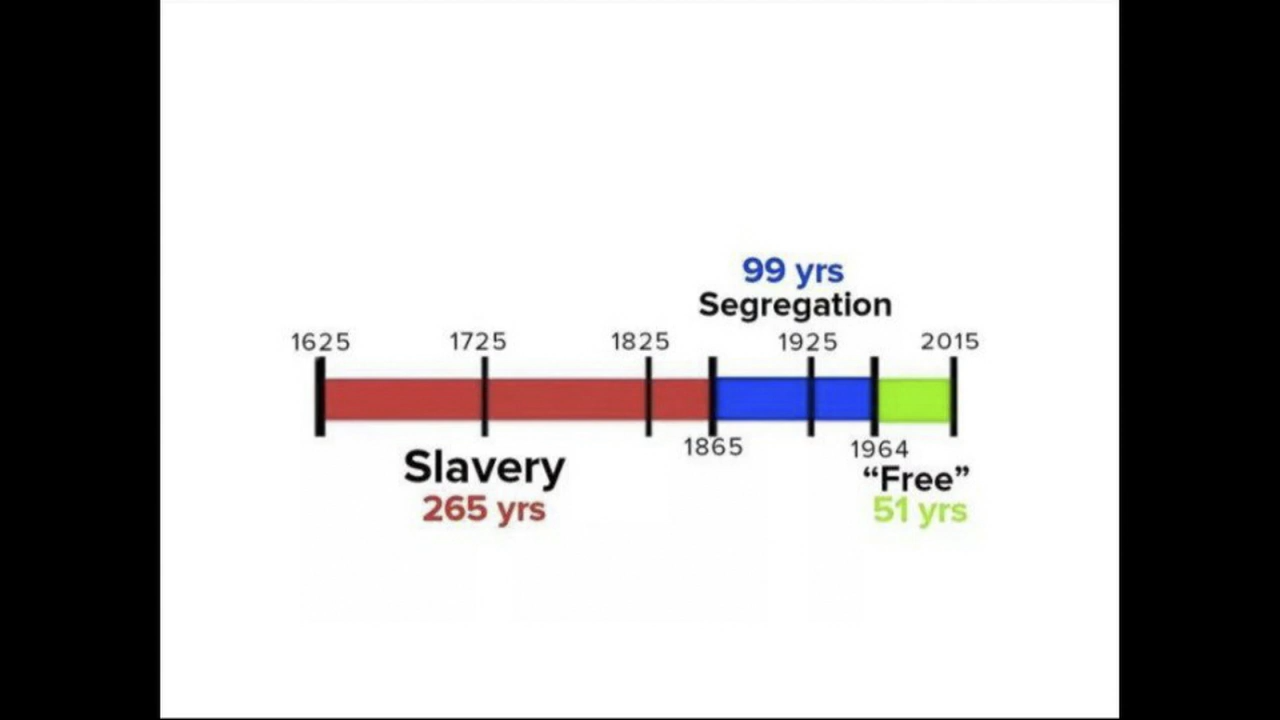 99 yrs
Segregation
1625 1725 1825 1925 2015
1865 1964
Slavery
265 yrs
“Free”
51 yrs